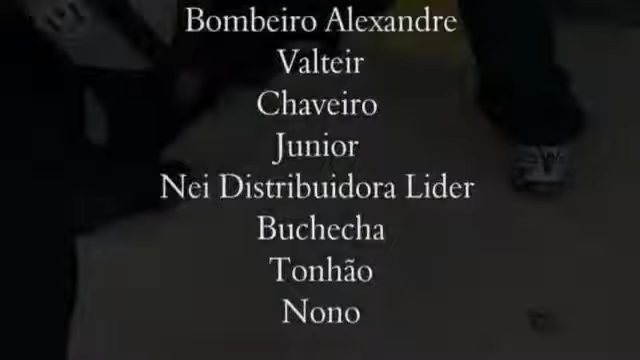 Bombeiro Alexandre
Valteir
Chaveiro
Junior
Nei Distribuidora Lider
Buchecha
Tonhão
Nono